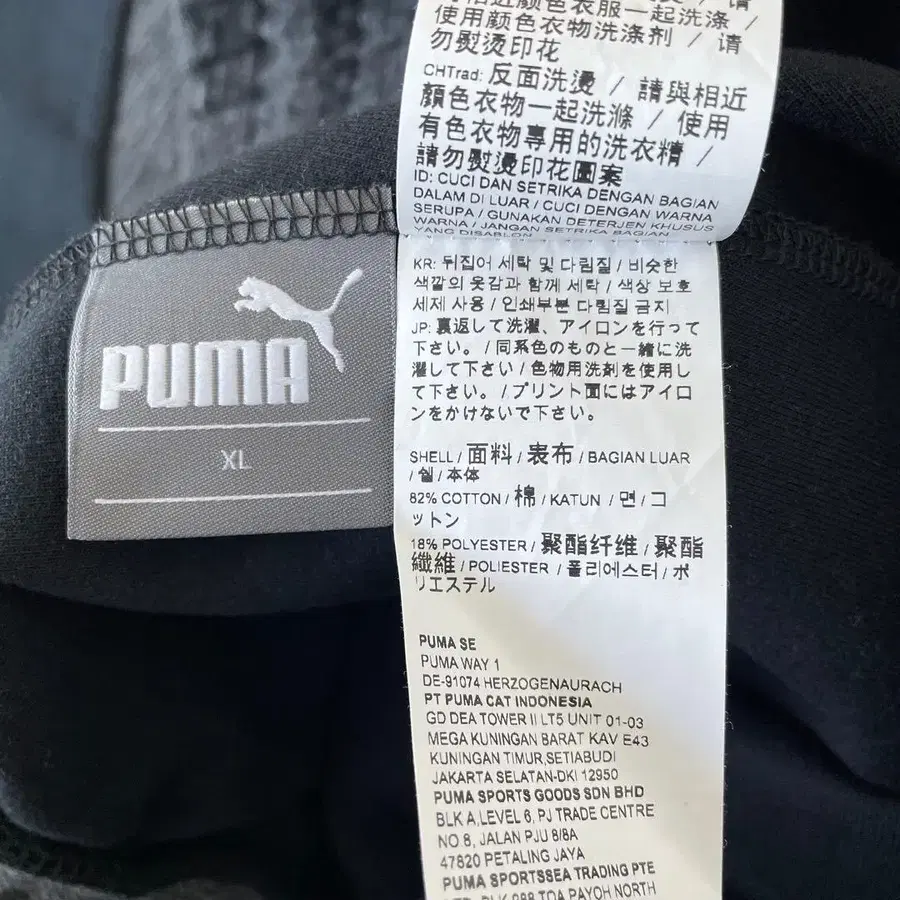 PUMA
XL
使用颜色衣物洗涤剂 / 请
勿熨烫印花
CHTrad: 反面洗燙 / 請與相近
顏色衣物一起洗滌 / 使用
有色衣物專用的洗衣精 /
請勿熨燙印花圖案
ID: CUCI DAN SETRIKA DENGAN BAGIAN
DALAM DI LUAR / CUCI DENGAN WARNA
SERUPA / GUNAKAN DETERJEN KHUSUS
WARNA / JANGAN SETRIKA BAGIAN
YANG DISABLON
KR: 뒤집어 세탁 및 다림질 / 비슷한
색깔의 옷감과 함께 세탁 / 색상 보호
세제 사용 / 인쇄부분 다림질 금지
JP: 裏返して洗濯、アイロンを行って
下さい。 / 同系色のものと一緒に洗
濯して下さい / 色物用洗剤を使用し
て下さい。 / プリント面にはアイロ
ンをかけないで下さい。
SHELL / 面料 / 表布 / BAGIAN LUAR
/ 쉘 / 本体
82% COTTON / 棉 / KATUN / 면 / コ
ットン
18% POLYESTER / 聚酯纤维 / 聚酯
纖維 / POLIESTER / 폴리에스터 / ポ
リエステル
PUMA SE
PUMA WAY 1
DE-91074 HERZOGENAURACH
PT PUMA CAT INDONESIA
GD DEA TOWER II LT5 UNIT 01-03
MEGA KUNINGAN BARAT KAV E43
KUNINGAN TIMUR,SETIABUDI
JAKARTA SELATAN-DKI 12950
PUMA SPORTS GOODS SDN BHD
BLK A,LEVEL 6, PJ TRADE CENTRE
NO.8, JALAN PJU 8/8A
47820 PETALING JAYA
PUMA SPORTSSEA TRADING PTE
TOA PAYOH NORTH